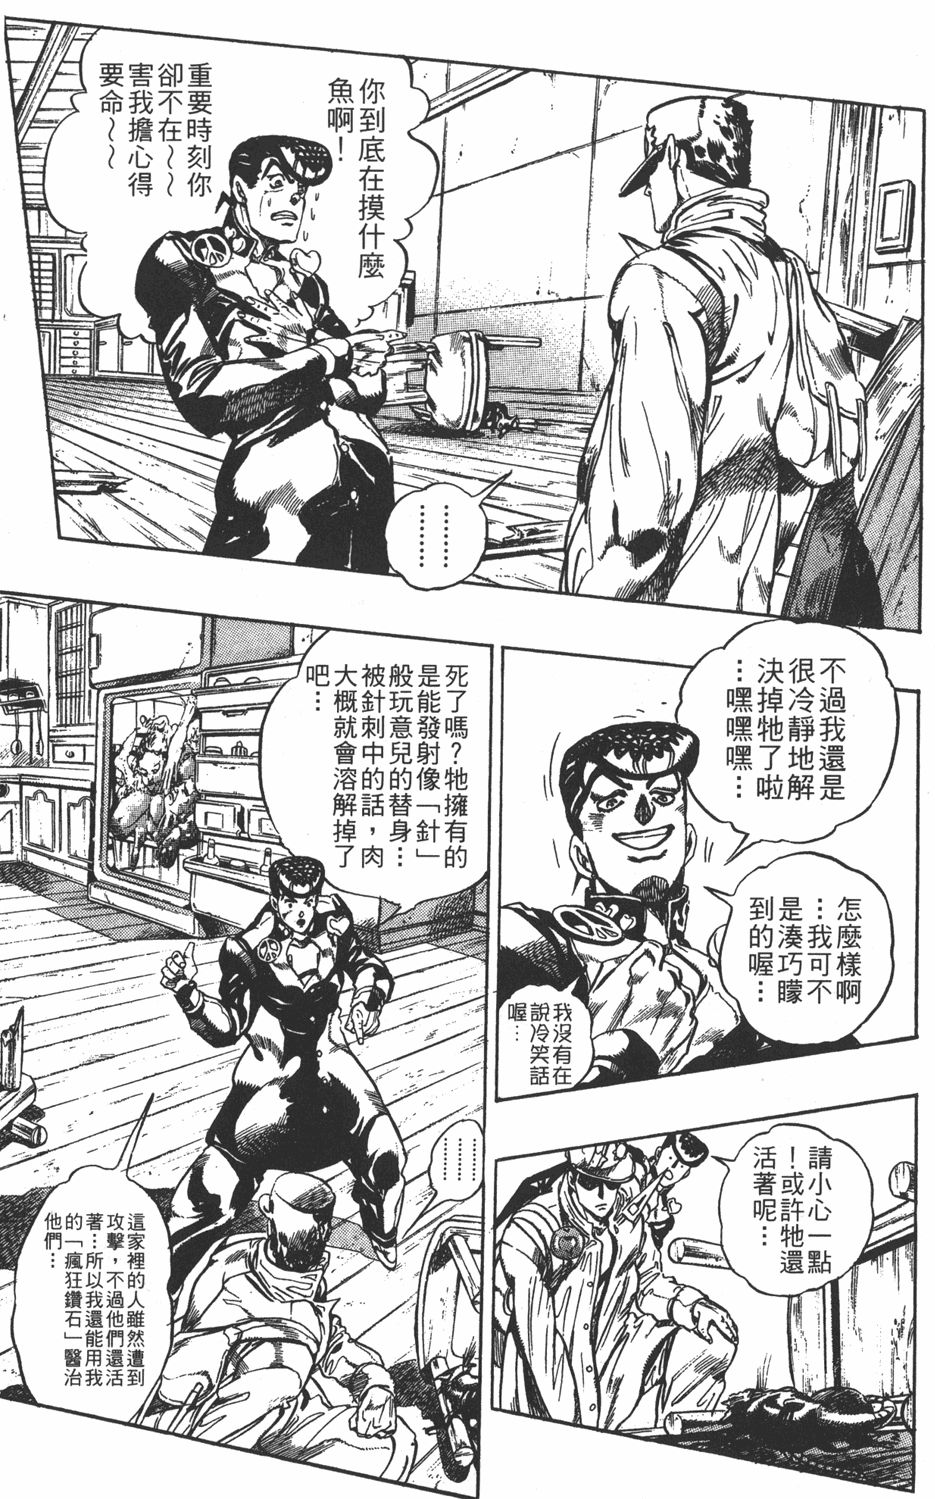 你到底在摸什麼
魚啊！
重要時刻你
卻不在～～
害我擔心得
要命～～
⋯⋯
⋯⋯
不過我還是
很冷靜地解
決掉牠了啦
⋯嘿嘿嘿⋯
怎麼樣啊
⋯我可不
是湊巧矇
到的喔⋯
我沒有在
說冷笑話
喔⋯
請小心一點
！或許牠還
活著呢⋯
死了嗎？牠擁有的
是能發射像「針」
般玩意兒的替身⋯
被針刺中的話，肉
大概就會溶解掉了
吧⋯
⋯⋯
⋯⋯
這家裡的人雖然遭到
攻擊，不過他們還活
著⋯所以我還能用我
的「瘋狂鑽石」醫治
他們⋯